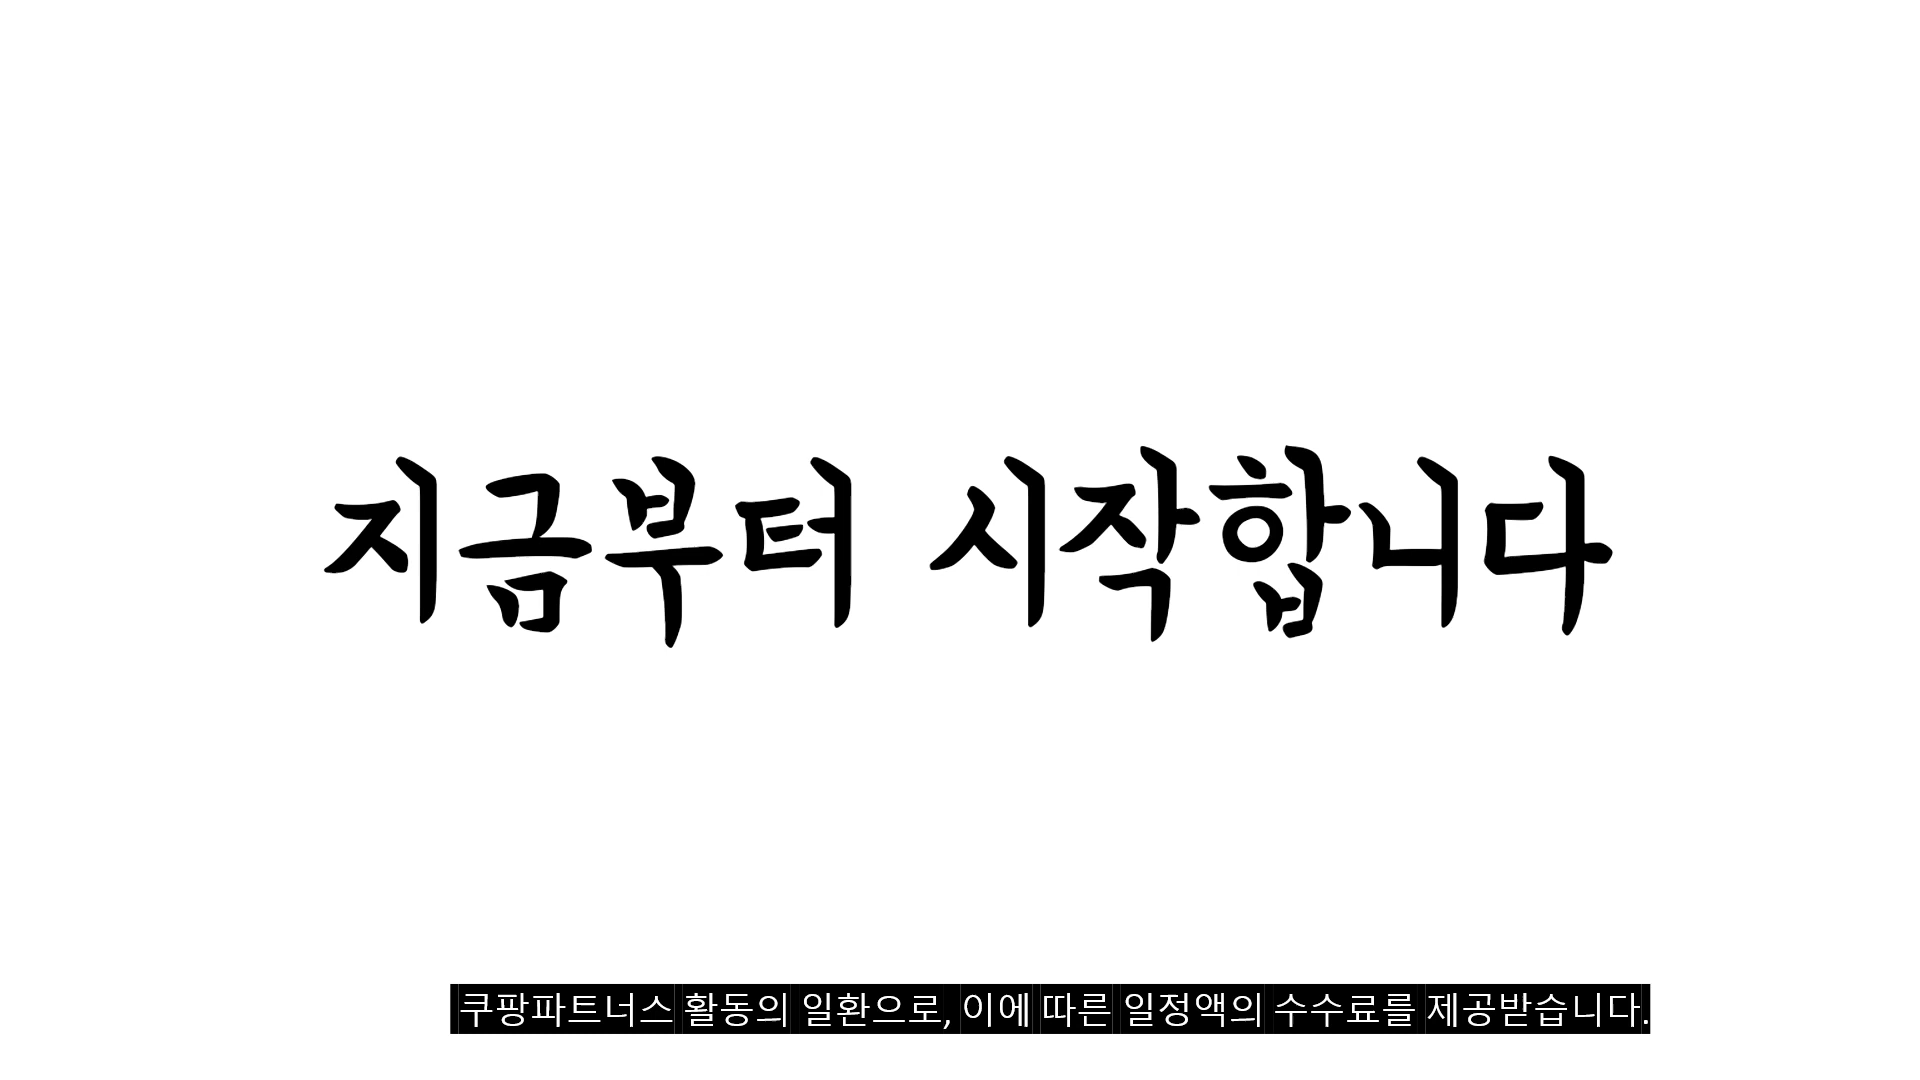 지금부터 시작합니다
쿠팡파트너스 활동의 일환으로, 이에 따른 일정액의 수수료를 제공받습니다.